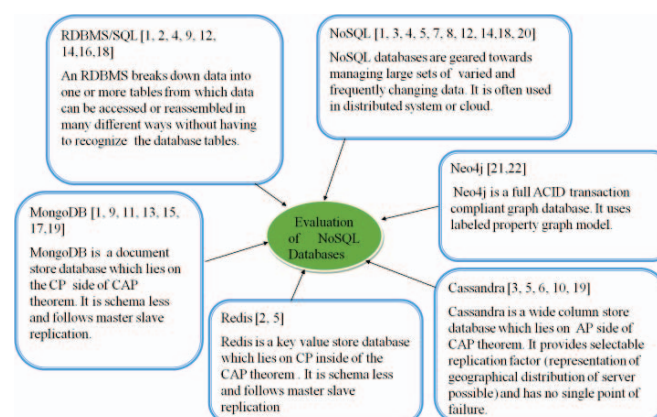 RDBMS/SQL [1, 2, 4, 9, 12,
14,16,18]
An RDBMS breaks down data into
one or more tables from which data
can be accessed or reassembled in
many different ways without having
to recognize the database tables.
NoSQL [1, 3, 4, 5, 7, 8, 12, 14,18, 20]
NoSQL databases are geared towards
managing large sets of varied and
frequently changing data. It is often used
in distributed system or cloud.
Neo4j [21,22]
Neo4j is a full ACID transaction
compliant graph database. It uses
labeled property graph model.
MongoDB [1, 9, 11, 13, 15,
17,19]
MongoDB is a document
store database which lies on
the CP side of CAP
theorem. It is schema less
and follows master slave
replication.
Evaluation
of NoSQL
Databases
Redis [2, 5]
Redis is a key value store database
which lies on CP inside of the
CAP theorem . It is schema less
and follows master slave
replication
Cassandra [3, 5, 6, 10, 19]
Cassandra is a wide column store
database which lies on AP side of
CAP theorem. It provides selectable
replication factor (representation of
geographical distribution of server
possible) and has no single point of
failure.